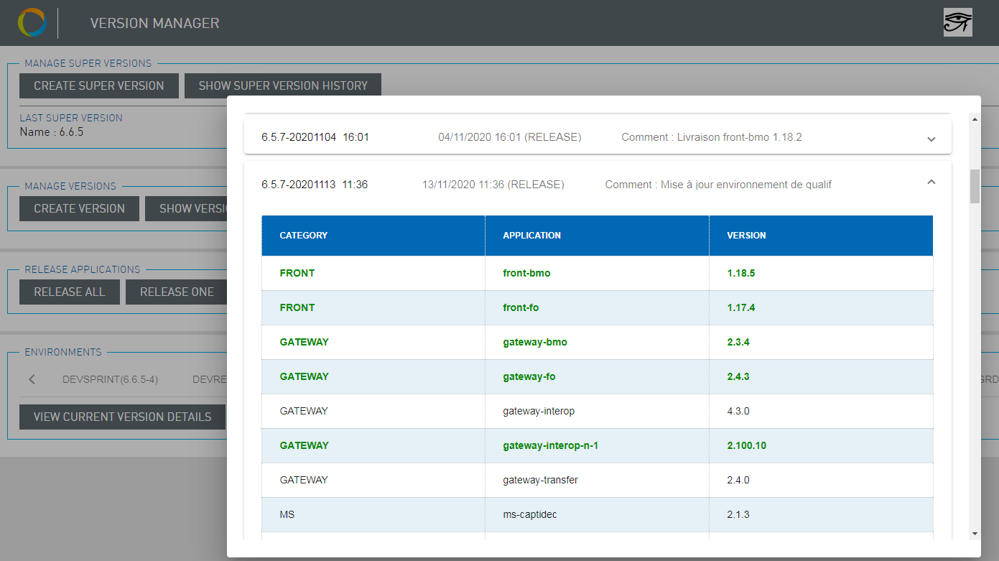 VERSION MANAGER
MANAGE SUPER VERSIONS
CREATE SUPER VERSION SHOW SUPER VERSION HISTORY
LAST SUPER VERSION
Name : 6.6.5
MANAGE VERSIONS
CREATE VERSION SHOW VERSI
RELEASE APPLICATIONS
RELEASE ALL RELEASE ONE
ENVIRONMENTS
DEVSPRINT(6.6.5-4) DEVRE GRD
VIEW CURRENT VERSION DETAILS
6.5.7-20201104 16:01 04/11/2020 16:01 (RELEASE) Comment : Livraison front-bmo 1.18.2
6.5.7-20201113 11:36 13/11/2020 11:36 (RELEASE) Comment : Mise à jour environnement de qualif
CATEGORY APPLICATION VERSION
FRONT front-bmo 1.18.5
FRONT front-fo 1.17.4
GATEWAY gateway-bmo 2.3.4
GATEWAY gateway-fo 2.4.3
GATEWAY gateway-interop 4.3.0
GATEWAY gateway-interop-n-1 2.100.10
GATEWAY gateway-transfer 2.4.0
MS ms-captidec 2.1.3